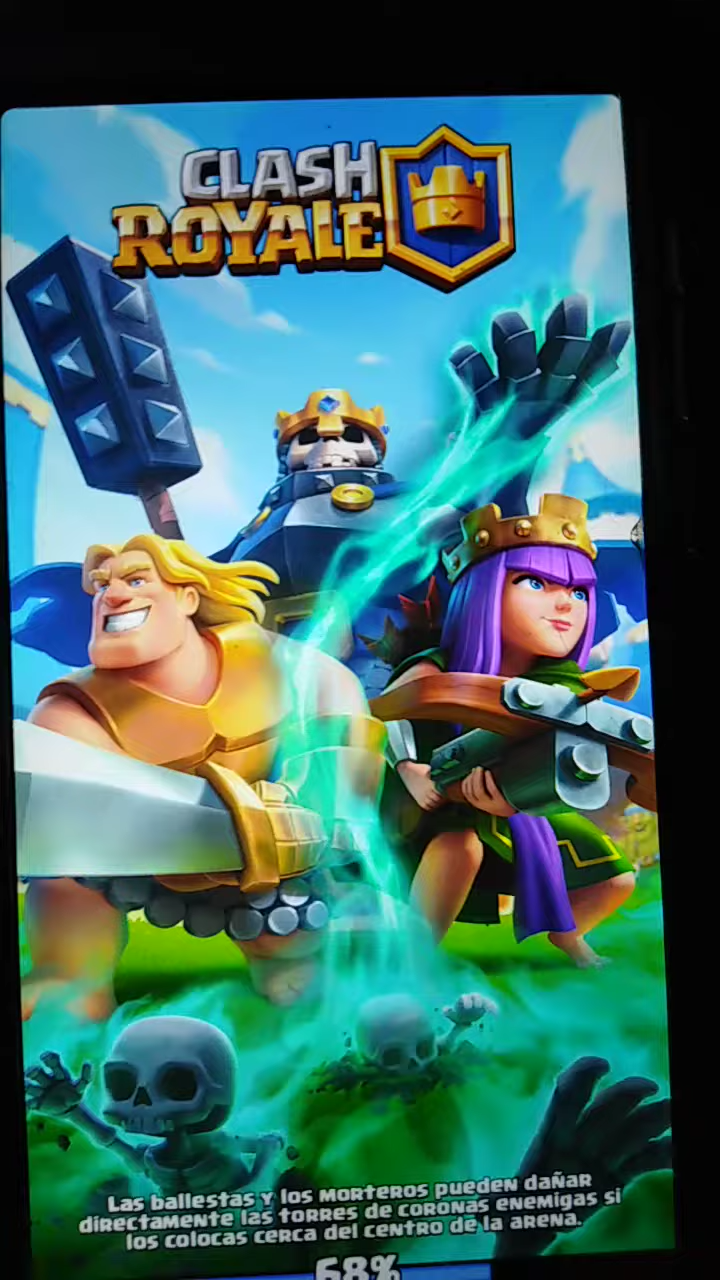 CLASH
ROYALE
Las ballestas y los morteros pueden dañar
directamente las torres de coronas enemigas si
los colocas cerca del centro de la arena.
68%